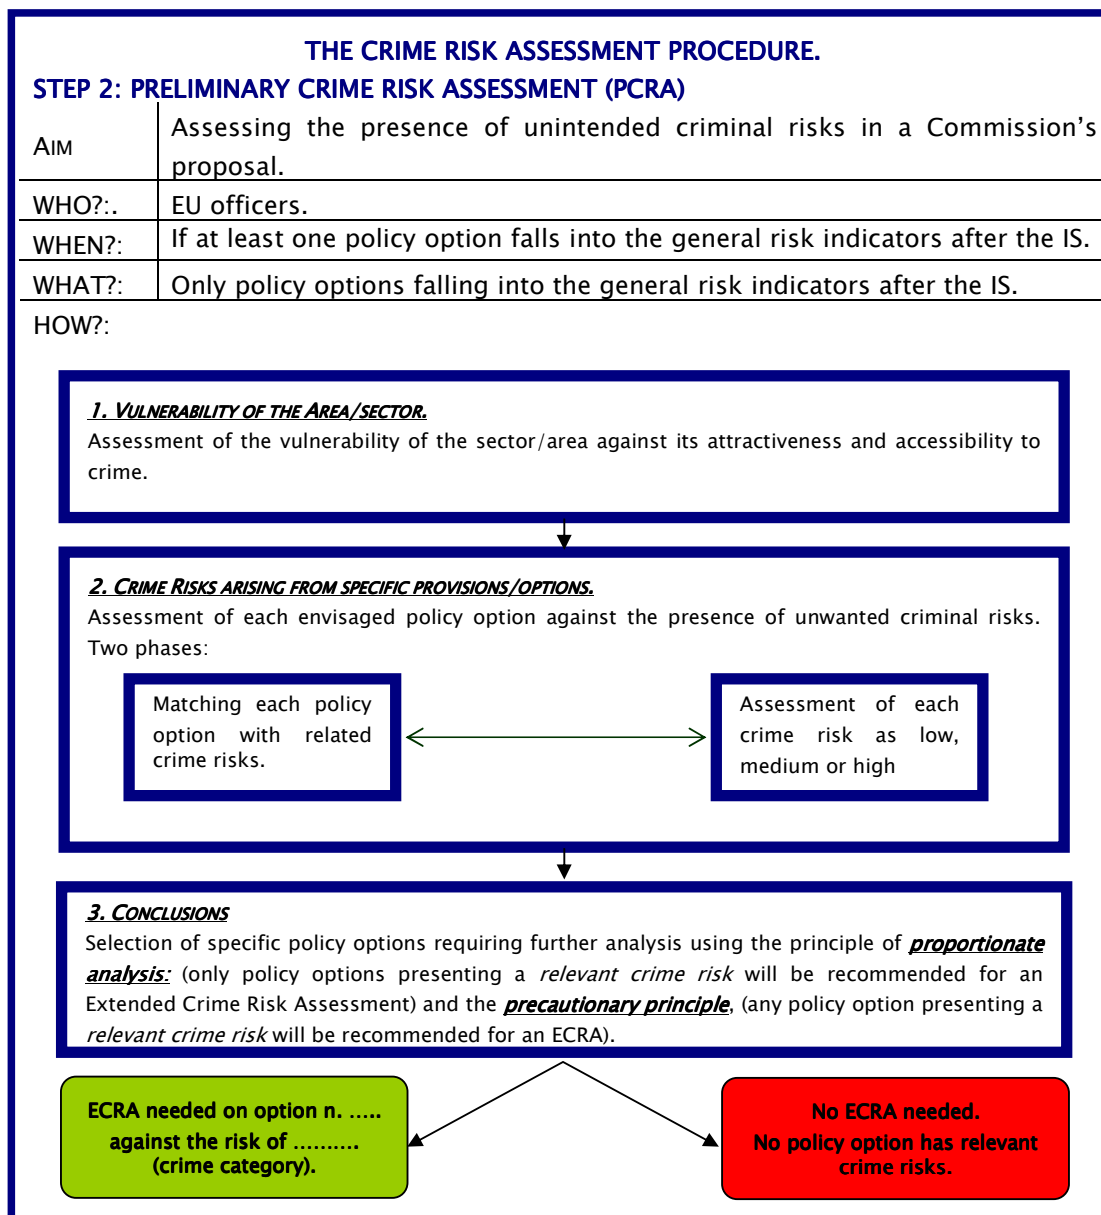 THE CRIME RISK ASSESSMENT PROCEDURE.
STEP 2: PRELIMINARY CRIME RISK ASSESSMENT (PCRA)
AIM
Assessing the presence of unintended criminal risks in a Commission's
proposal.
WHO?:.
EU officers.
WHEN?:
If at least one policy option falls into the general risk indicators after the IS.
WHAT?:
Only policy options falling into the general risk indicators after the IS.
HOW?:
1. VULNERABILITY OF THE AREA/SECTOR.
Assessment of the vulnerability of the sector/area against its attractiveness and accessibility to
crime.
2. CRIME RISKS ARISING FROM SPECIFIC PROVISIONS/OPTIONS.
Assessment of each envisaged policy option against the presence of unwanted criminal risks.
Two phases:
Matching each policy
option with related
crime risks.
Assessment of each
crime risk as low,
medium or high
3. CONCLUSIONS
Selection of specific policy options requiring further analysis using the principle of proportionate
analysis: (only policy options presenting a relevant crime risk will be recommended for an
Extended Crime Risk Assessment) and the precautionary principle, (any policy option presenting a
relevant crime risk will be recommended for an ECRA).
ECRA needed on option n. .....
against the risk of ..........
(crime category).
No ECRA needed.
No policy option has relevant
crime risks.